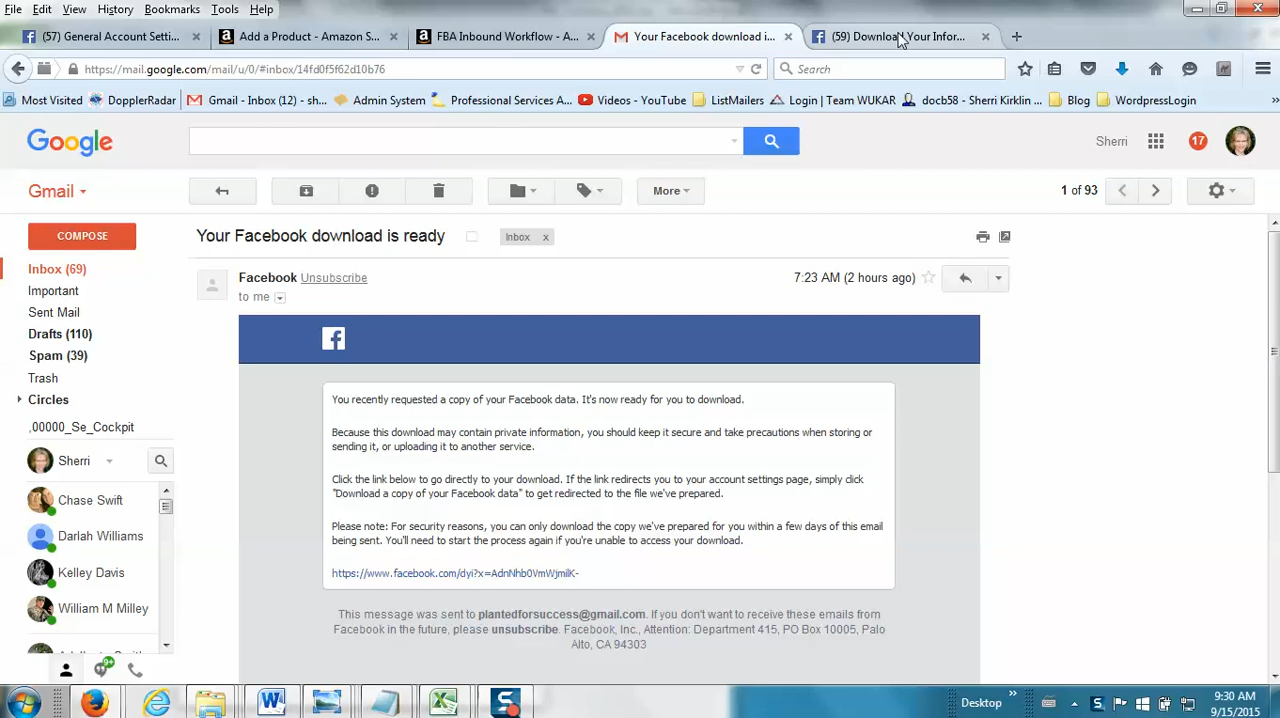 File Edit View History Bookmarks Tools Help
(57) General Account Setti... × Add a Product - Amazon S... × FBA Inbound Workflow - A... × Your Facebook download i... × (59) Download Your Infor... × +
https://mail.google.com/mail/u/0/#inbox/14fd0f5f62d10b76 Search
Most Visited DopplerRadar Gmail - Inbox (12) - sh... Admin System Professional Services A... Videos - YouTube ListMailers Login | Team WUKAR docb58 - Sherri Kirklin ... Blog WordpressLogin »
Google Sherri 17
Gmail More 1 of 93
COMPOSE
Your Facebook download is ready Inbox x
Inbox (69)
Important
Sent Mail
Drafts (110)
Spam (39)
Trash
Circles
,00000_Se_Cockpit
Sherri
Chase Swift
Darlah Williams
Kelley Davis
William M Milley
9+
Facebook Unsubscribe 7:23 AM (2 hours ago)
to me
f
You recently requested a copy of your Facebook data. It's now ready for you to download.
Because this download may contain private information, you should keep it secure and take precautions when storing or
sending it, or uploading it to another service.
Click the link below to go directly to your download. If the link redirects you to your account settings page, simply click
"Download a copy of your Facebook data" to get redirected to the file we've prepared.
Please note: For security reasons, you can only download the copy we've prepared for you within a few days of this email
being sent. You'll need to start the process again if you're unable to access your download.
https://www.facebook.com/dyi?x=AdnNhb0VmWjmilK-
This message was sent to plantedforsuccess@gmail.com. If you don't want to receive these emails from
Facebook in the future, please unsubscribe. Facebook, Inc., Attention: Department 415, PO Box 10005, Palo
Alto, CA 94303
Desktop » 9:30 AM
9/15/2015